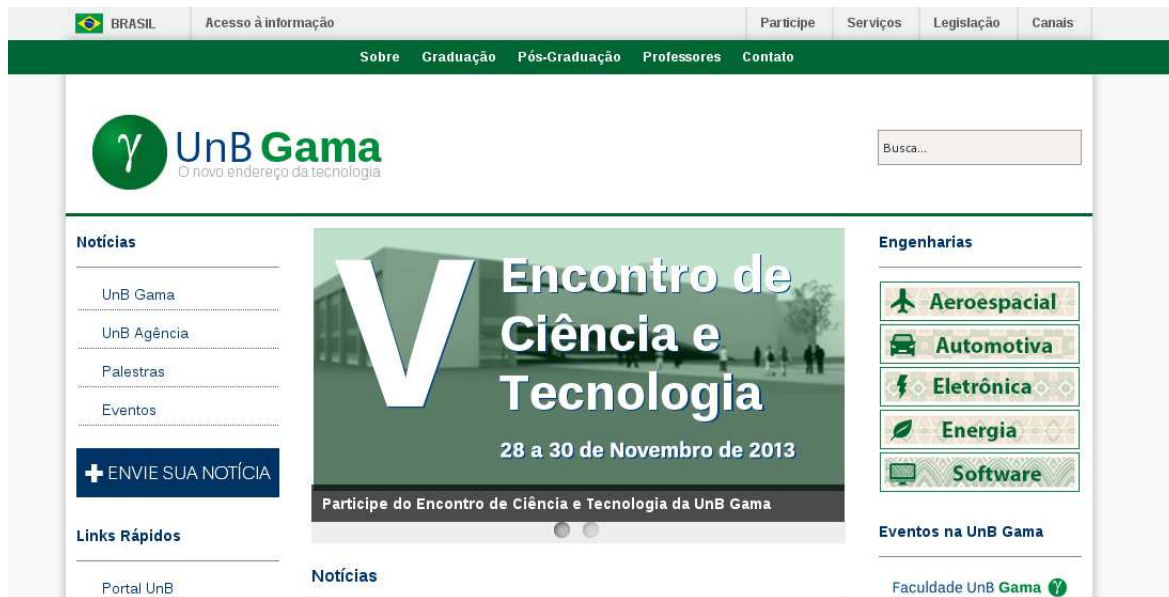 BRASIL
Acesso à informação
Participe
Serviços
Legislação
Canais
Sobre
Graduação
Pós-Graduação
Professores
Contato
γ
UnB Gama
O novo endereço da tecnologia
Busca...
Notícias
UnB Gama
UnB Agência
Palestras
Eventos
+ ENVIE SUA NOTÍCIA
Links Rápidos
Portal UnB
V
Encontro de
Ciência e
Tecnologia
28 a 30 de Novembro de 2013
Participe do Encontro de Ciência e Tecnologia da UnB Gama
Notícias
Engenharias
Aeroespacial
Automotiva
Eletrônica
Energia
Software
Eventos na UnB Gama
Faculdade UnB Gama γ